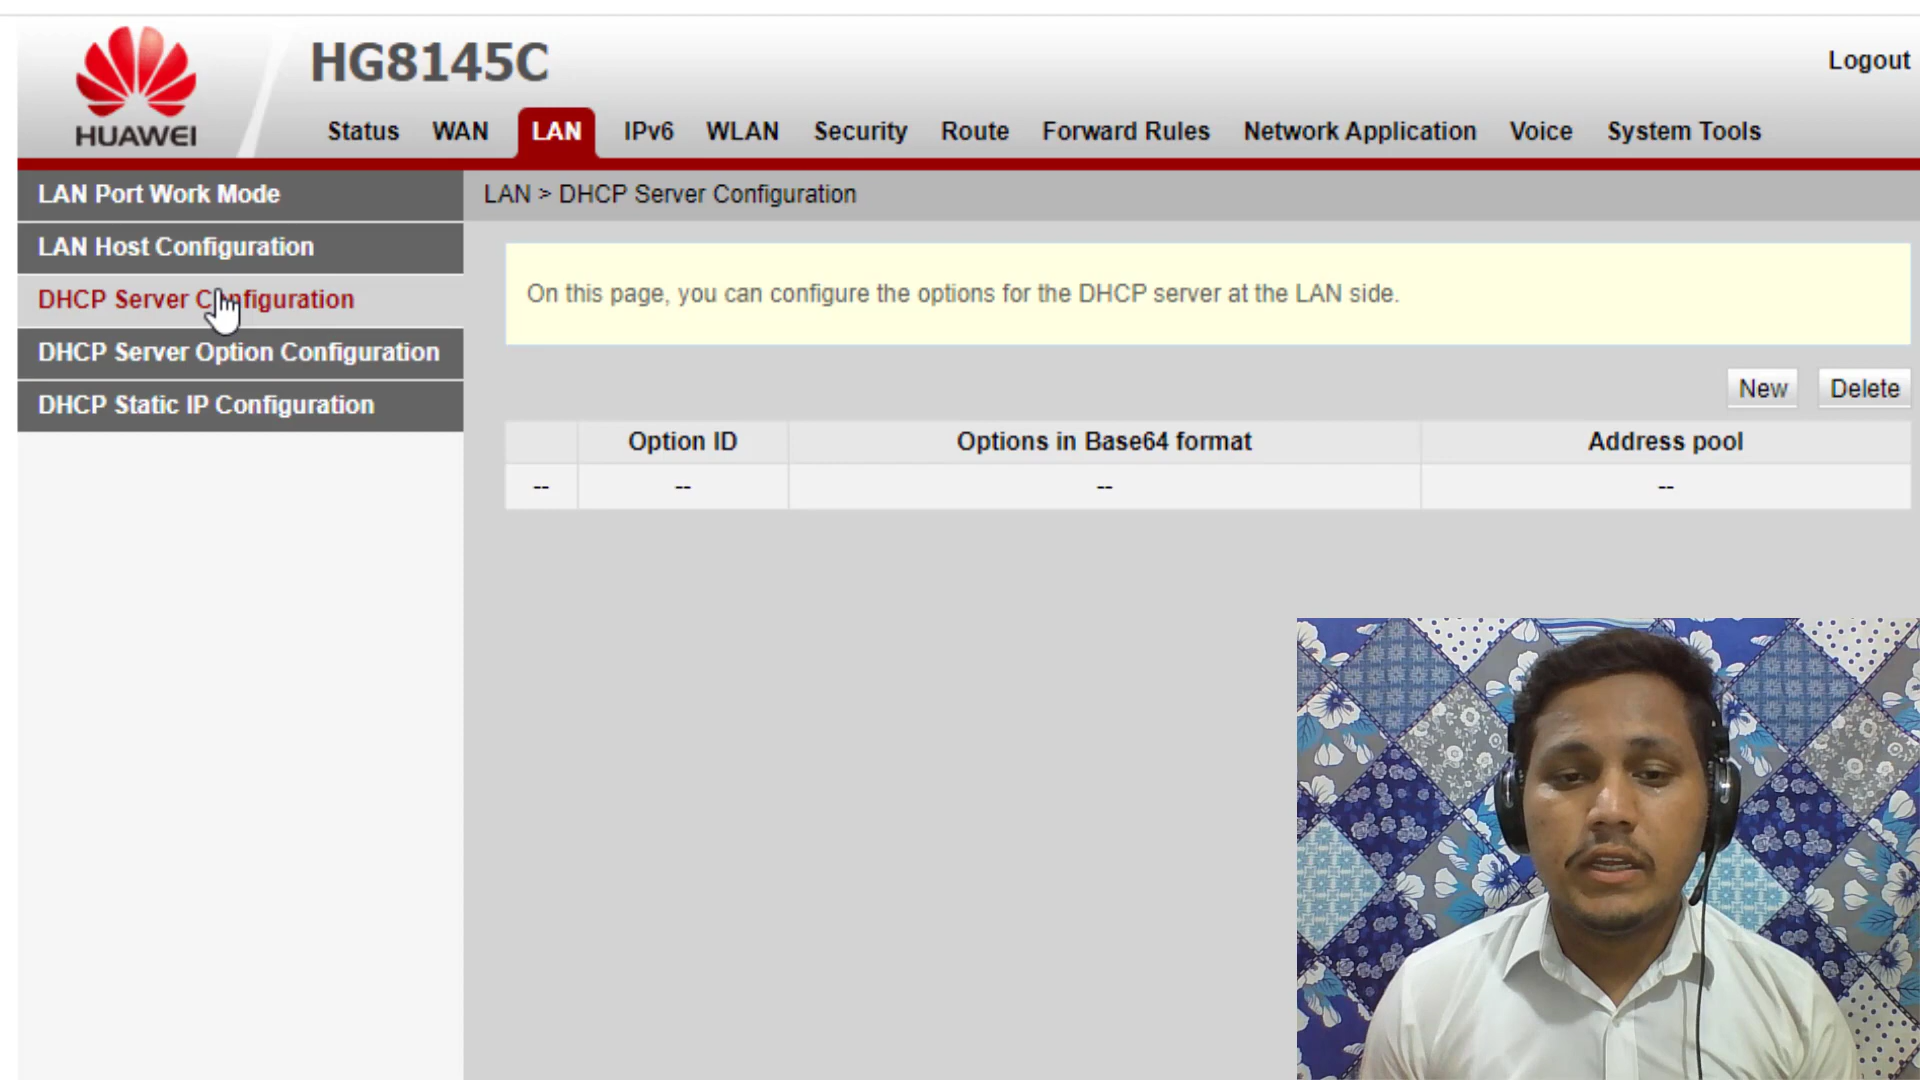 HUAWEI
HG8145C
Logout
Status WAN LAN IPv6 WLAN Security Route Forward Rules Network Application Voice System Tools
LAN Port Work Mode
LAN Host Configuration
DHCP Server Configuration
DHCP Server Option Configuration
DHCP Static IP Configuration
LAN > DHCP Server Configuration
On this page, you can configure the options for the DHCP server at the LAN side.
New Delete
Option ID Options in Base64 format Address pool
-- -- -- --